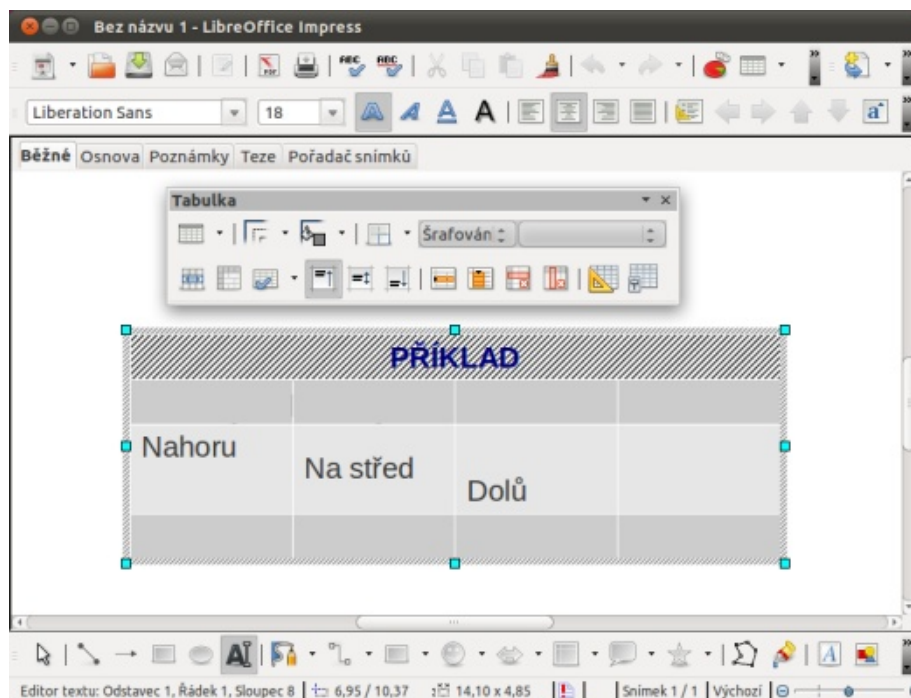 Bez názvu 1 - LibreOffice Impress
Liberation Sans 18
Běžné Osnova Poznámky Teze Pořadač snímků
Tabulka
Šrafován
PŘÍKLAD
Nahoru
Na střed
Dolů
Editor textu: Odstavec 1, Řádek 1, Sloupec 8 6,95 / 10,37 14,10 x 4,85 Snímek 1 / 1 Výchozí